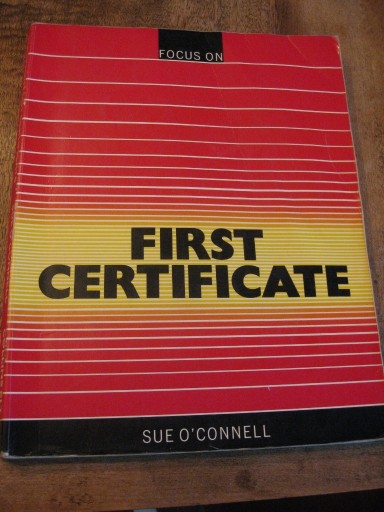 FOCUS ON
FIRST
CERTIFICATE
SUE O'CONNELL